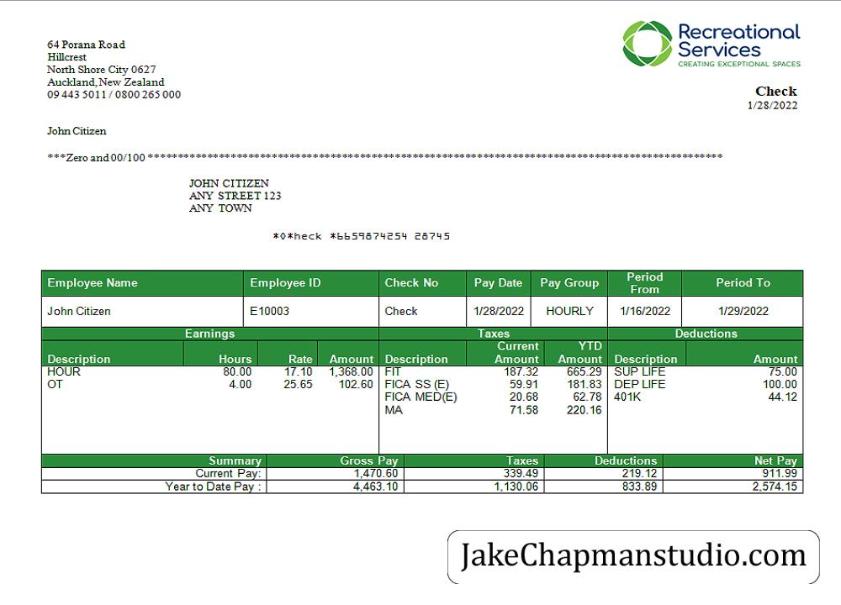 64 Porana Road
Hillcrest
North Shore City 0627
Auckland, New Zealand
09 443 5011 / 0800 265 000
Recreational
Services
CREATING EXCEPTIONAL SPACES
Check
1/28/2022
John Citizen
***Zero and 00/100 ************************************************************************************************
JOHN CITIZEN
ANY STREET 123
ANY TOWN
*0*heck *6659874254 28745
Employee Name Employee ID Check No Pay Date Pay Group Period From Period To
John Citizen E10003 Check 1/28/2022 HOURLY 1/16/2022 1/29/2022
Earnings Taxes Deductions
Description Hours Rate Amount Description Current Amount YTD Amount Description Amount
HOUR 80.00 17.10 1,368.00 FIT 187.32 665.29 SUP LIFE 75.00
OT 4.00 25.65 102.60 FICA SS (E) 59.91 181.83 DEP LIFE 100.00
FICA MED(E) 20.68 62.78 401K 44.12
MA 71.58 220.16
Summary Gross Pay Taxes Deductions Net Pay
Current Pay: 1,470.60 339.49 219.12 911.99
Year to Date Pay : 4,463.10 1,130.06 833.89 2,574.15
JakeChapmanstudio.com